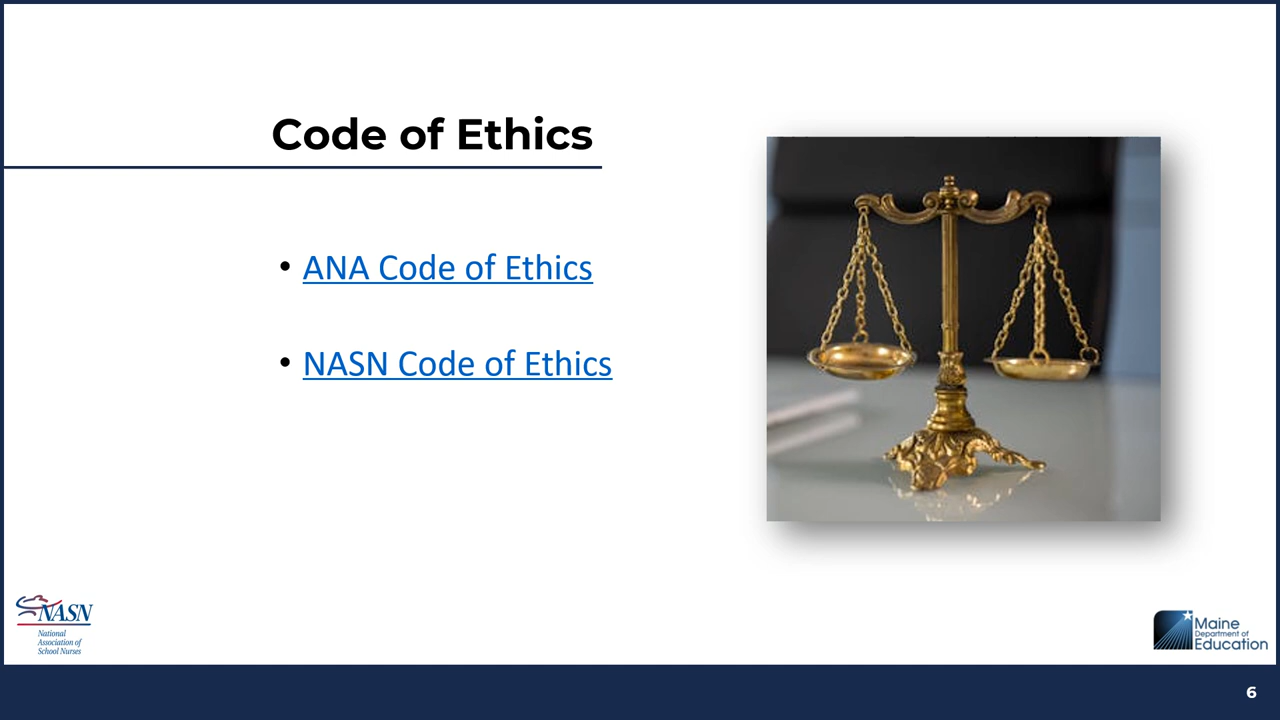 Code of Ethics
• ANA Code of Ethics
• NASN Code of Ethics
NASN
National
Association of
School Nurses
Maine
Department of
Education
6